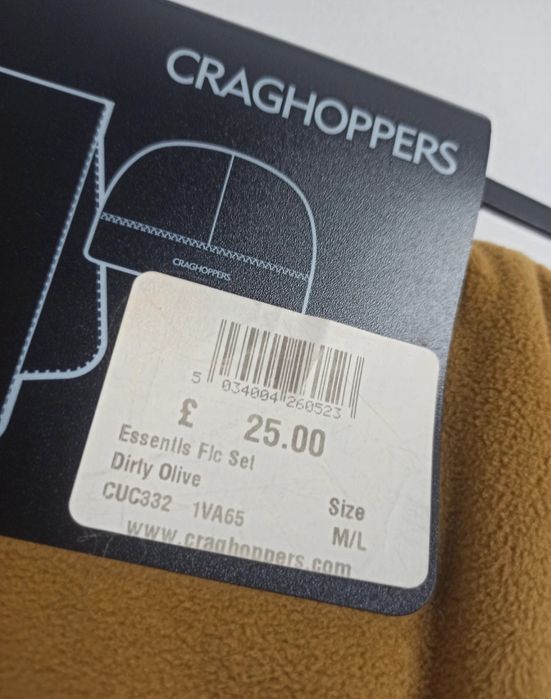 CRAGHOPPERS
CRAGHOPPERS
5 034004 260523
£ 25.00
Essentls Flc Set
Dirty Olive
CUC332 1VA65 Size
M/L
www.craghoppers.com